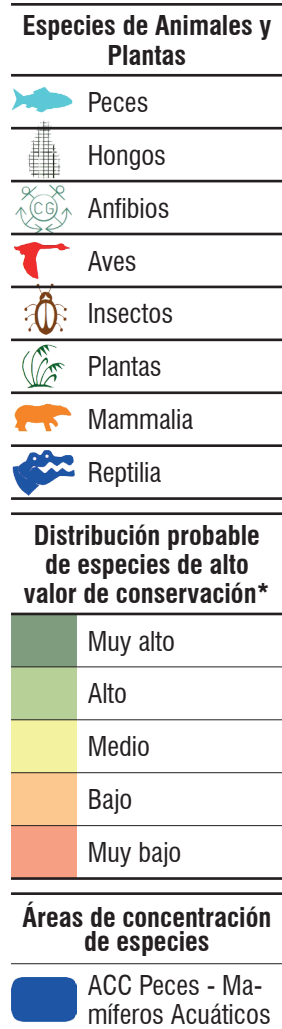 Especies de Animales y
Plantas
Peces
Hongos
CG
Anfibios
Aves
Insectos
Plantas
Mammalia
Reptilia
Distribución probable
de especies de alto
valor de conservación*
Muy alto
Alto
Medio
Bajo
Muy bajo
Áreas de concentración
de especies
ACC Peces - Ma-
míferos Acuáticos